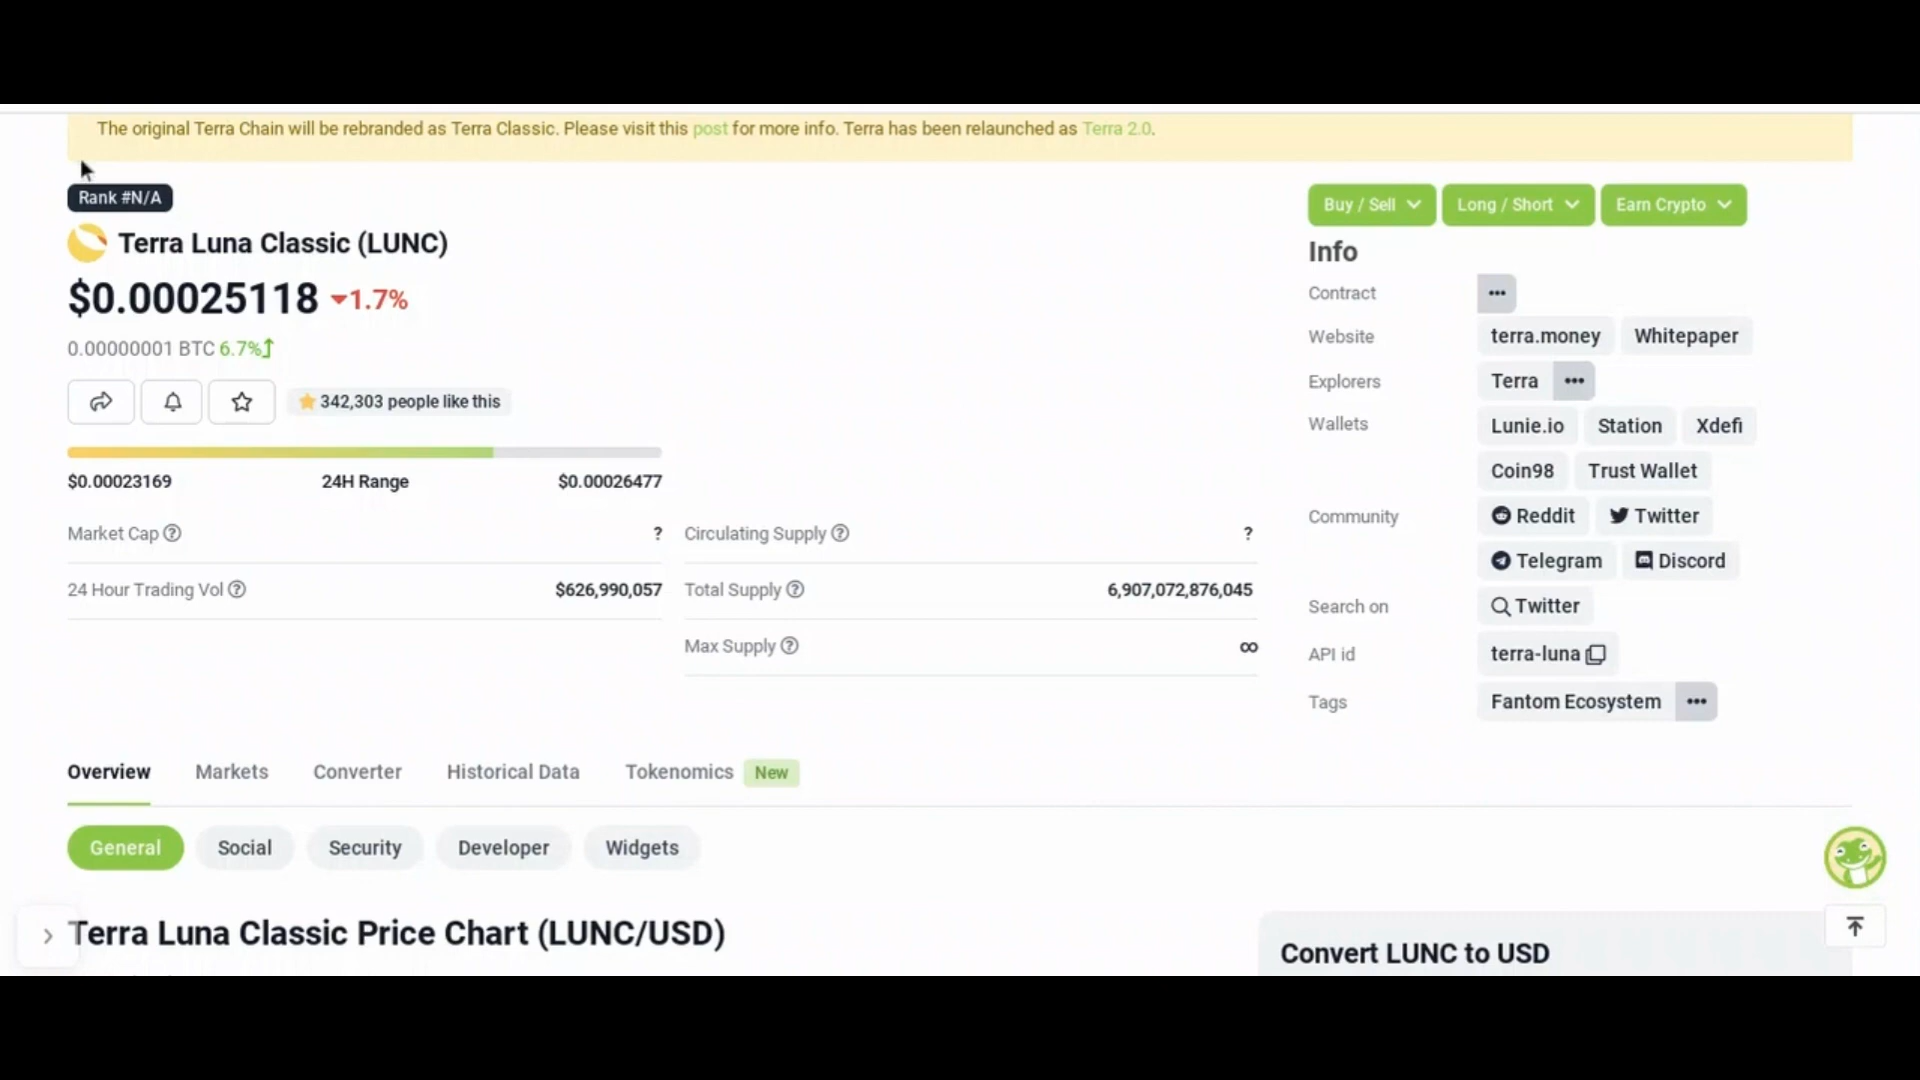 The original Terra Chain will be rebranded as Terra Classic. Please visit this post for more info. Terra has been relaunched as Terra 2.0.
Rank #N/A
Terra Luna Classic (LUNC)
$0.00025118 1.7%
0.00000001 BTC 6.7%
342,303 people like this
$0.00023169 24H Range $0.00026477
Market Cap ?
24 Hour Trading Vol $626,990,057
Circulating Supply ?
Total Supply 6,907,072,876,045
Max Supply ∞
Buy / Sell Long / Short Earn Crypto
Info
Contract
Website terra.money Whitepaper
Explorers Terra
Wallets Lunie.io Station Xdefi
Coin98 Trust Wallet
Community Reddit Twitter
Telegram Discord
Search on Twitter
API id terra-luna
Tags Fantom Ecosystem
Overview Markets Converter Historical Data Tokenomics New
General Social Security Developer Widgets
Terra Luna Classic Price Chart (LUNC/USD)
Convert LUNC to USD